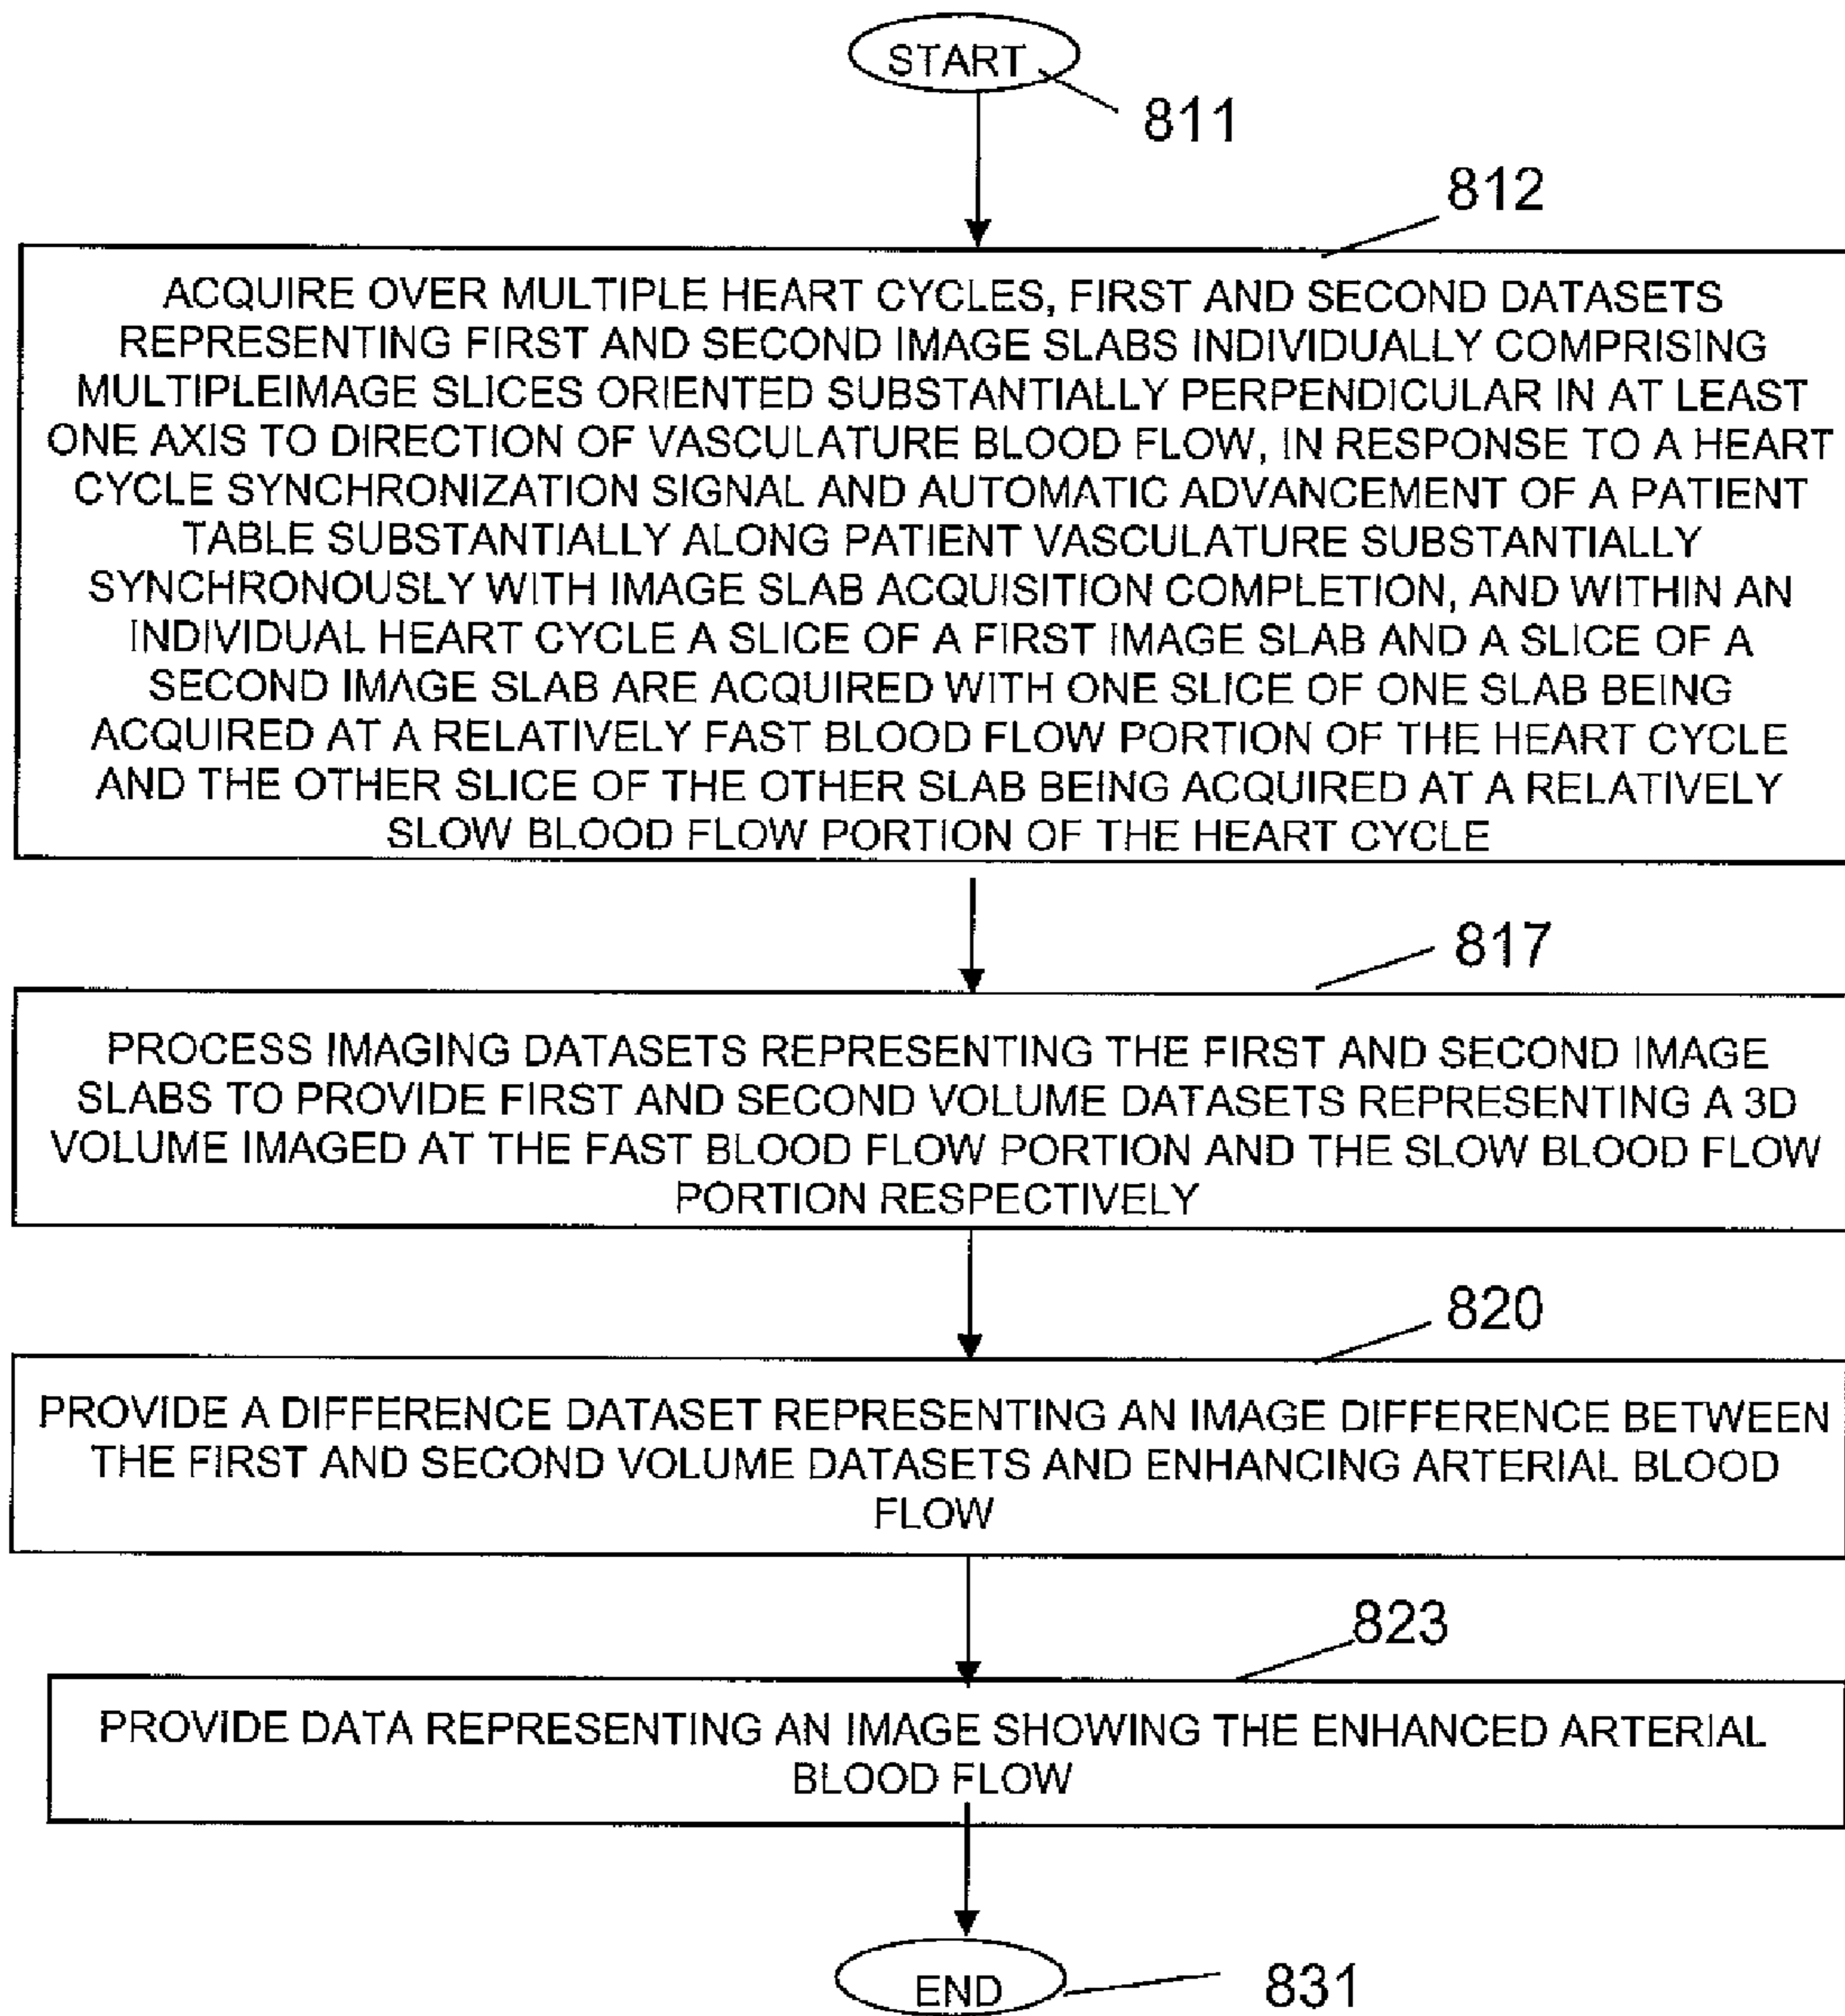 START
811
812
ACQUIRE OVER MULTIPLE HEART CYCLES, FIRST AND SECOND DATASETS
REPRESENTING FIRST AND SECOND IMAGE SLABS INDIVIDUALLY COMPRISING
MULTIPLEIMAGE SLICES ORIENTED SUBSTANTIALLY PERPENDICULAR IN AT LEAST
ONE AXIS TO DIRECTION OF VASCULATURE BLOOD FLOW, IN RESPONSE TO A HEART
CYCLE SYNCHRONIZATION SIGNAL AND AUTOMATIC ADVANCEMENT OF A PATIENT
TABLE SUBSTANTIALLY ALONG PATIENT VASCULATURE SUBSTANTIALLY
SYNCHRONOUSLY WITH IMAGE SLAB ACQUISITION COMPLETION, AND WITHIN AN
INDIVIDUAL HEART CYCLE A SLICE OF A FIRST IMAGE SLAB AND A SLICE OF A
SECOND IMAGE SLAB ARE ACQUIRED WITH ONE SLICE OF ONE SLAB BEING
ACQUIRED AT A RELATIVELY FAST BLOOD FLOW PORTION OF THE HEART CYCLE
AND THE OTHER SLICE OF THE OTHER SLAB BEING ACQUIRED AT A RELATIVELY
SLOW BLOOD FLOW PORTION OF THE HEART CYCLE
817
PROCESS IMAGING DATASETS REPRESENTING THE FIRST AND SECOND IMAGE
SLABS TO PROVIDE FIRST AND SECOND VOLUME DATASETS REPRESENTING A 3D
VOLUME IMAGED AT THE FAST BLOOD FLOW PORTION AND THE SLOW BLOOD FLOW
PORTION RESPECTIVELY
820
PROVIDE A DIFFERENCE DATASET REPRESENTING AN IMAGE DIFFERENCE BETWEEN
THE FIRST AND SECOND VOLUME DATASETS AND ENHANCING ARTERIAL BLOOD
FLOW
823
PROVIDE DATA REPRESENTING AN IMAGE SHOWING THE ENHANCED ARTERIAL
BLOOD FLOW
END
831